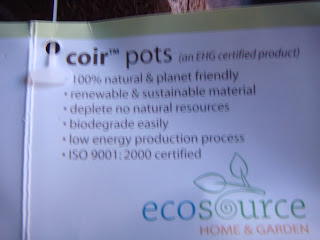 coir™ pots (an EHG certified product)
• 100% natural & planet friendly
• renewable & sustainable material
• deplete no natural resources
• biodegrade easily
• low energy production process
• ISO 9001: 2000 certified
ecosource
HOME & GARDEN